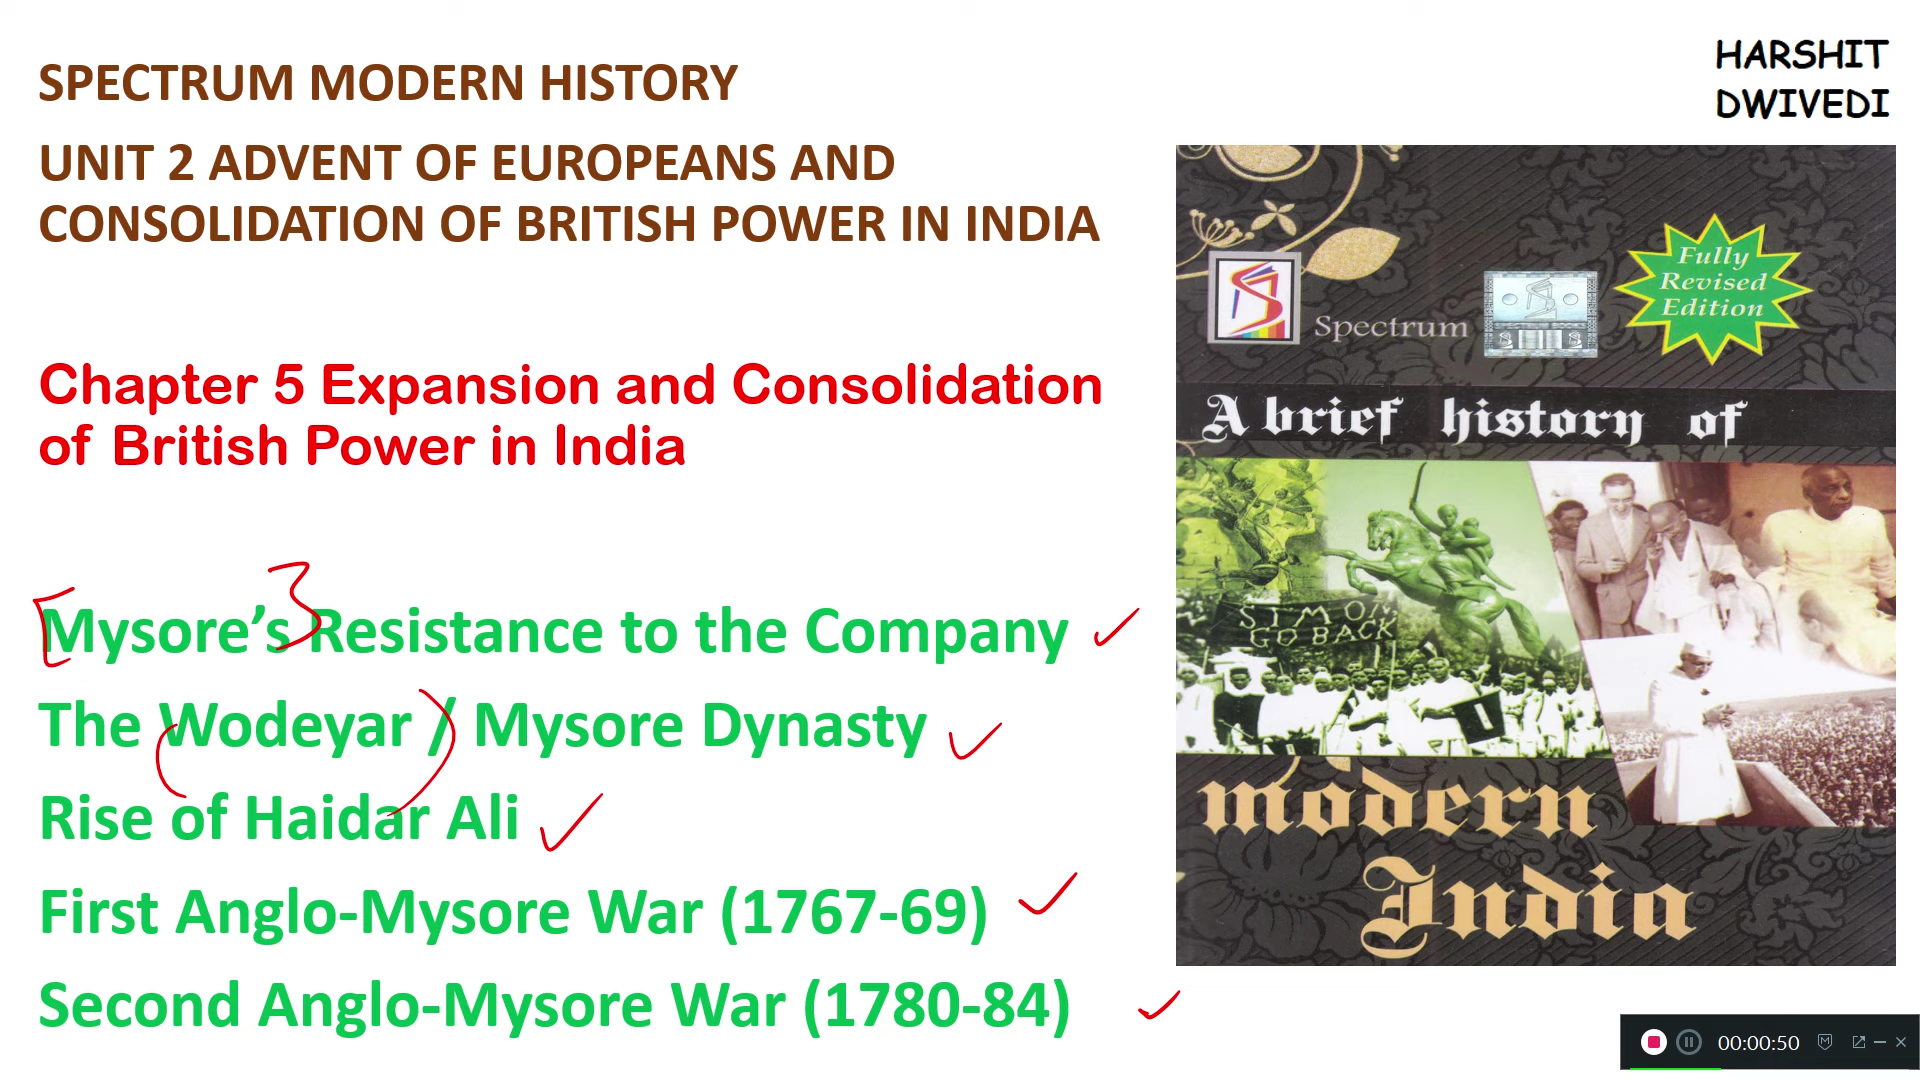 SPECTRUM MODERN HISTORY
HARSHIT
DWIVEDI
UNIT 2 ADVENT OF EUROPEANS AND
CONSOLIDATION OF BRITISH POWER IN INDIA
Chapter 5 Expansion and Consolidation
of British Power in India
Mysore's Resistance to the Company
The Wodeyar / Mysore Dynasty
Rise of Haidar Ali
First Anglo-Mysore War (1767-69)
Second Anglo-Mysore War (1780-84)
Fully
Revised
Edition
Spectrum
A brief history of
SIMON
GO BACK
modern
India
00:00:50